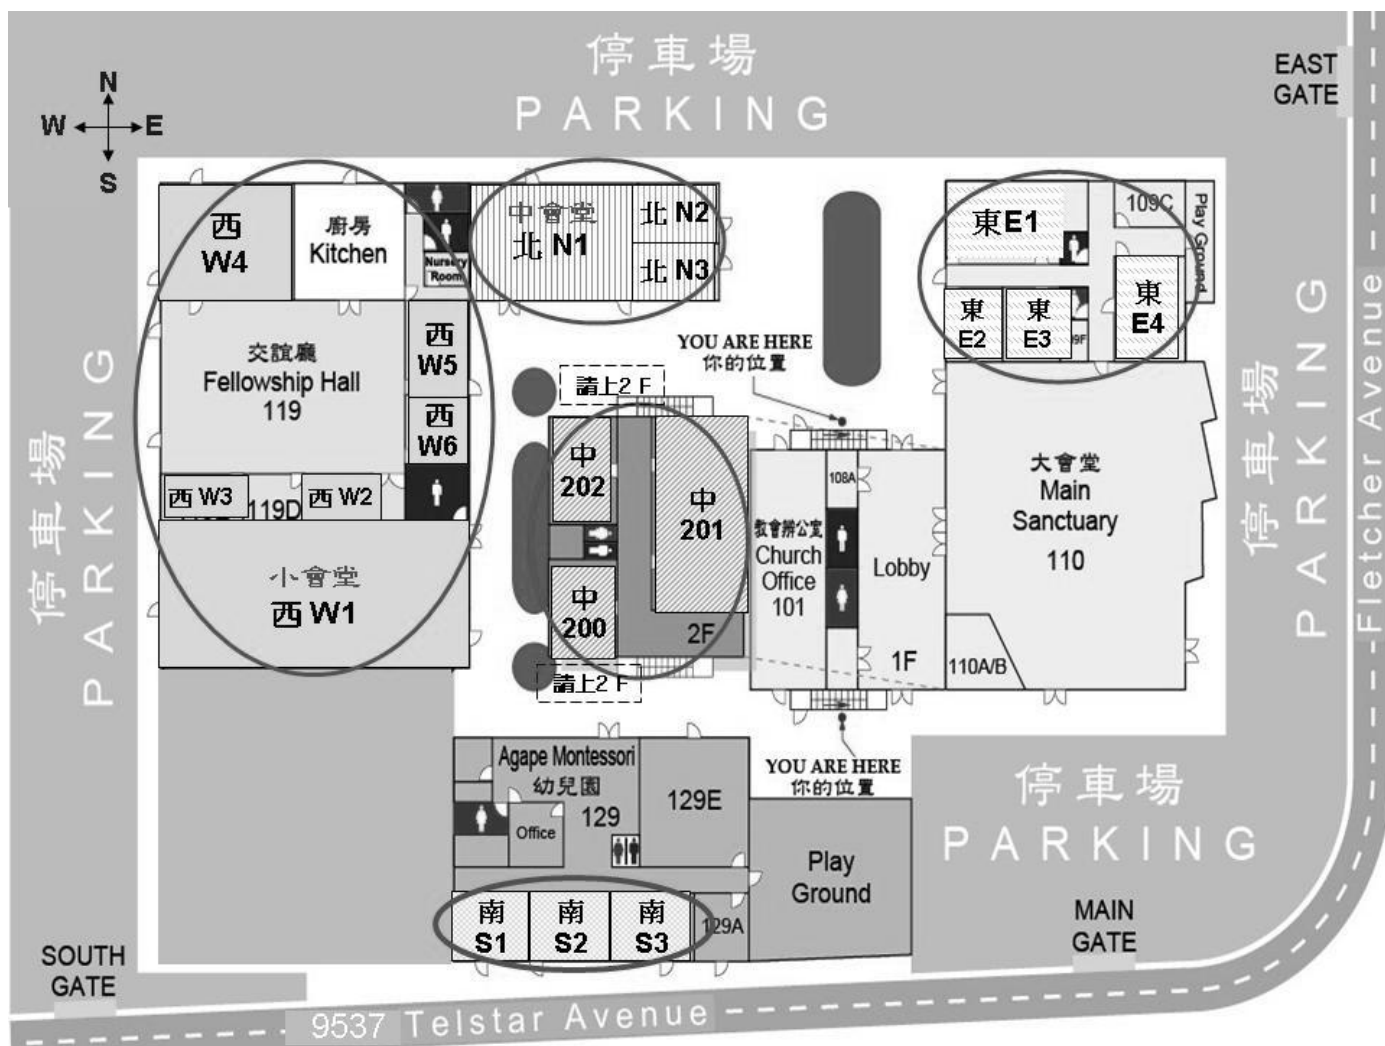 停車場
PARKING
EAST
GATE
N
W E
S
西
W4
廚房
Kitchen
Nursery
Room
中會堂
北 N1
北 N2
北 N3
東E1
109C
Play Ground
東
E2
東
E3
9F
東
E4
交誼廳
Fellowship Hall
119
西
W5
西
W6
西 W3
119D
西 W2
小會堂
西 W1
YOU ARE HERE
你的位置
請上2 F
中
202
中
201
中
200
2F
請上2 F
108A
教會辦公室
Church
Office
101
Lobby
1F
大會堂
Main
Sanctuary
110
110A/B
停車場
PARKING
停車場
PARKING
Fletcher Avenue
YOU ARE HERE
你的位置
Agape Montessori
幼兒園
129
129E
Office
Play
Ground
停車場
PARKING
南
S1
南
S2
南
S3
129A
MAIN
GATE
SOUTH
GATE
9537 Telstar Avenue